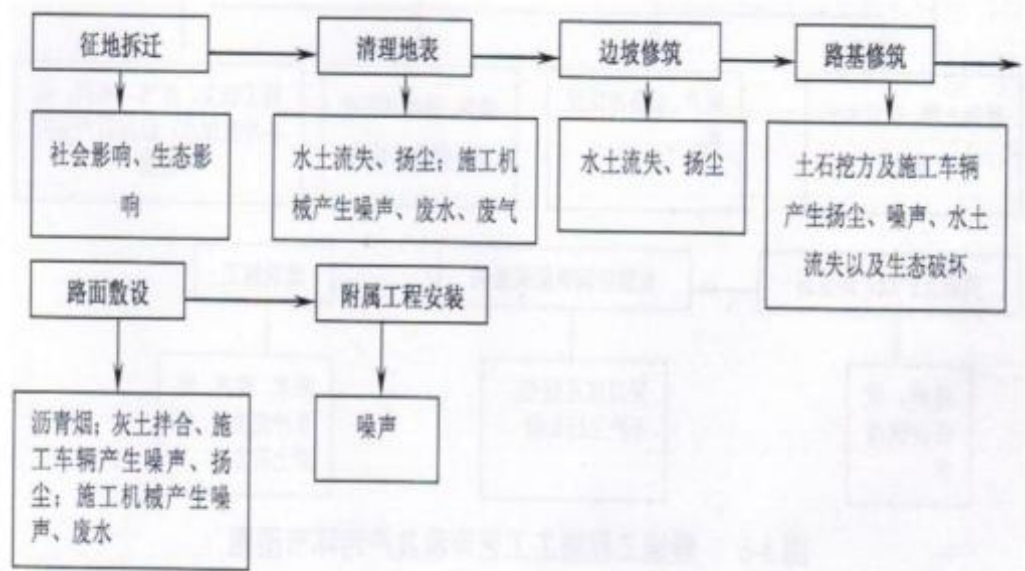 征地拆迁
清理地表
边坡修筑
路基修筑
社会影响、生态影
响
水土流失、扬尘；施工机
械产生噪声、废水、废气
水土流失、扬尘
土石挖方及施工车辆
产生扬尘、噪声、水土
流失以及生态破坏
路面敷设
附属工程安装
沥青烟；灰土拌合、施
工车辆产生噪声、扬
尘；施工机械产生噪
声、废水
噪声